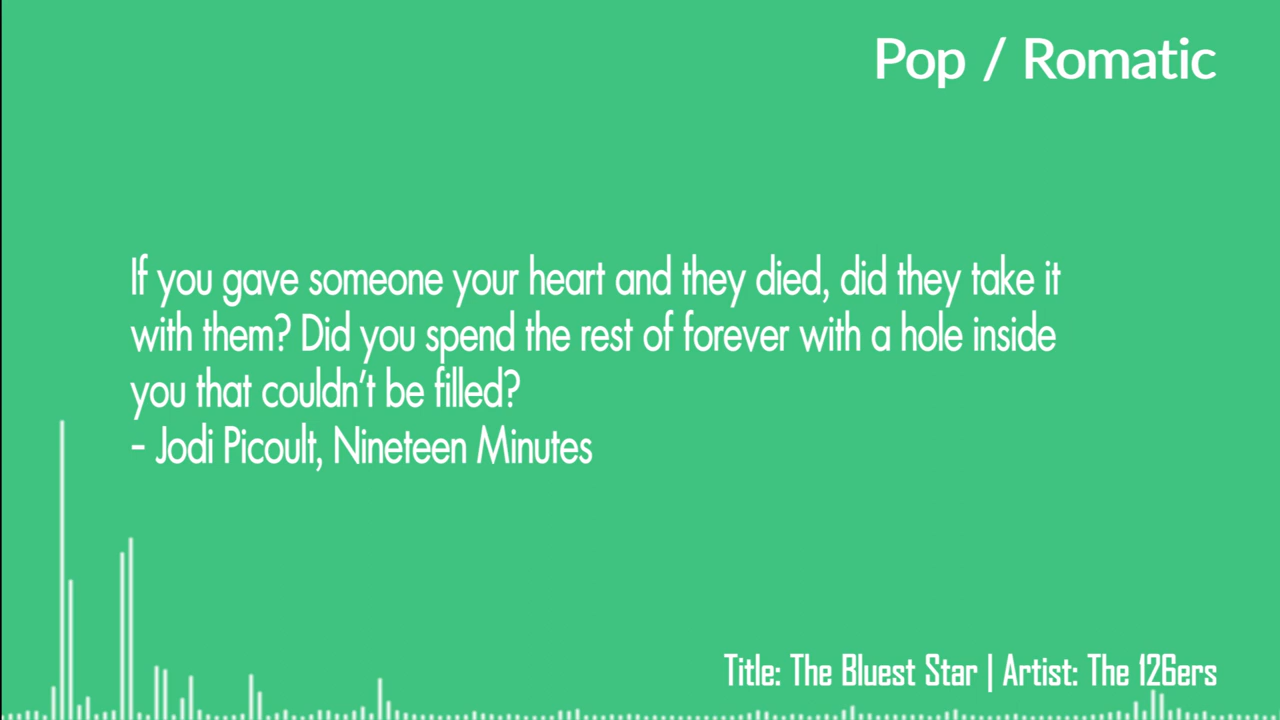 Pop / Romatic
If you gave someone your heart and they died, did they take it
with them? Did you spend the rest of forever with a hole inside
you that couldn't be filled?
- Jodi Picoult, Nineteen Minutes
Title: The Bluest Star | Artist: The 126ers